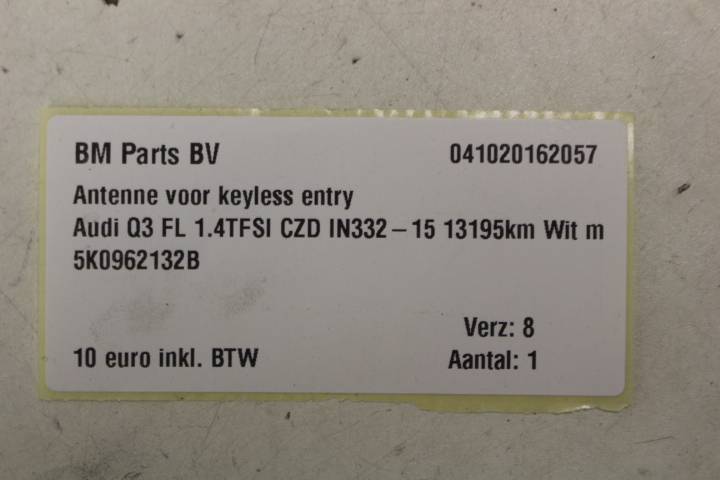 BM Parts BV 041020162057
Antenne voor keyless entry
Audi Q3 FL 1.4TFSI CZD IN332-15 13195km Wit m
5K0962132B
Verz: 8
10 euro inkl. BTW Aantal: 1